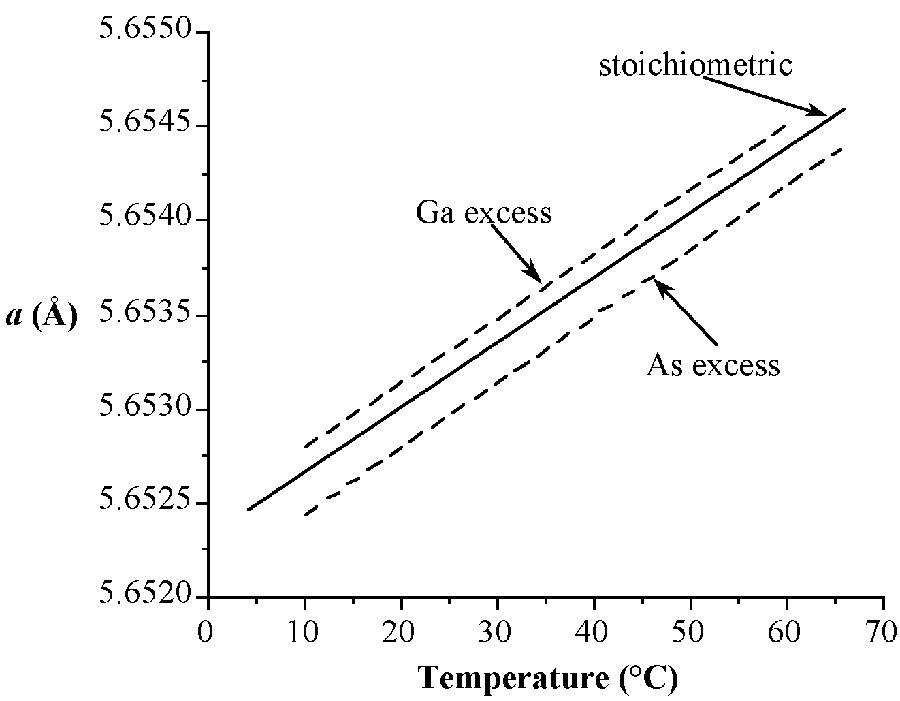 5.6550
stoichiometric
5.6545
Ga excess
5.6540
a (Å) 5.6535
As excess
5.6530
5.6525
5.6520
0 10 20 30 40 50 60 70
Temperature (°C)